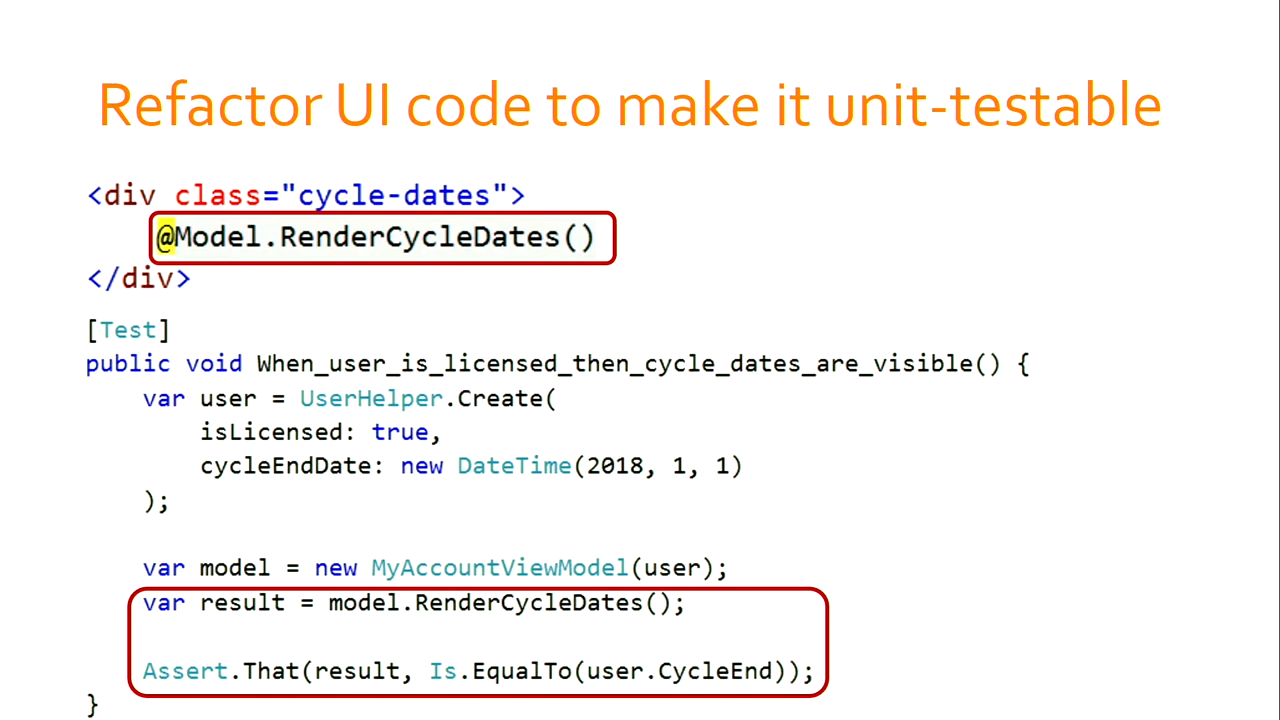 Refactor UI code to make it unit-testable
<div class="cycle-dates">
@Model.RenderCycleDates()
</div>
[Test]
public void When_user_is_licensed_then_cycle_dates_are_visible() {
var user = UserHelper.Create(
isLicensed: true,
cycleEndDate: new DateTime(2018, 1, 1)
);
var model = new MyAccountViewModel(user);
var result = model.RenderCycleDates();
Assert.That(result, Is.EqualTo(user.CycleEnd));
}